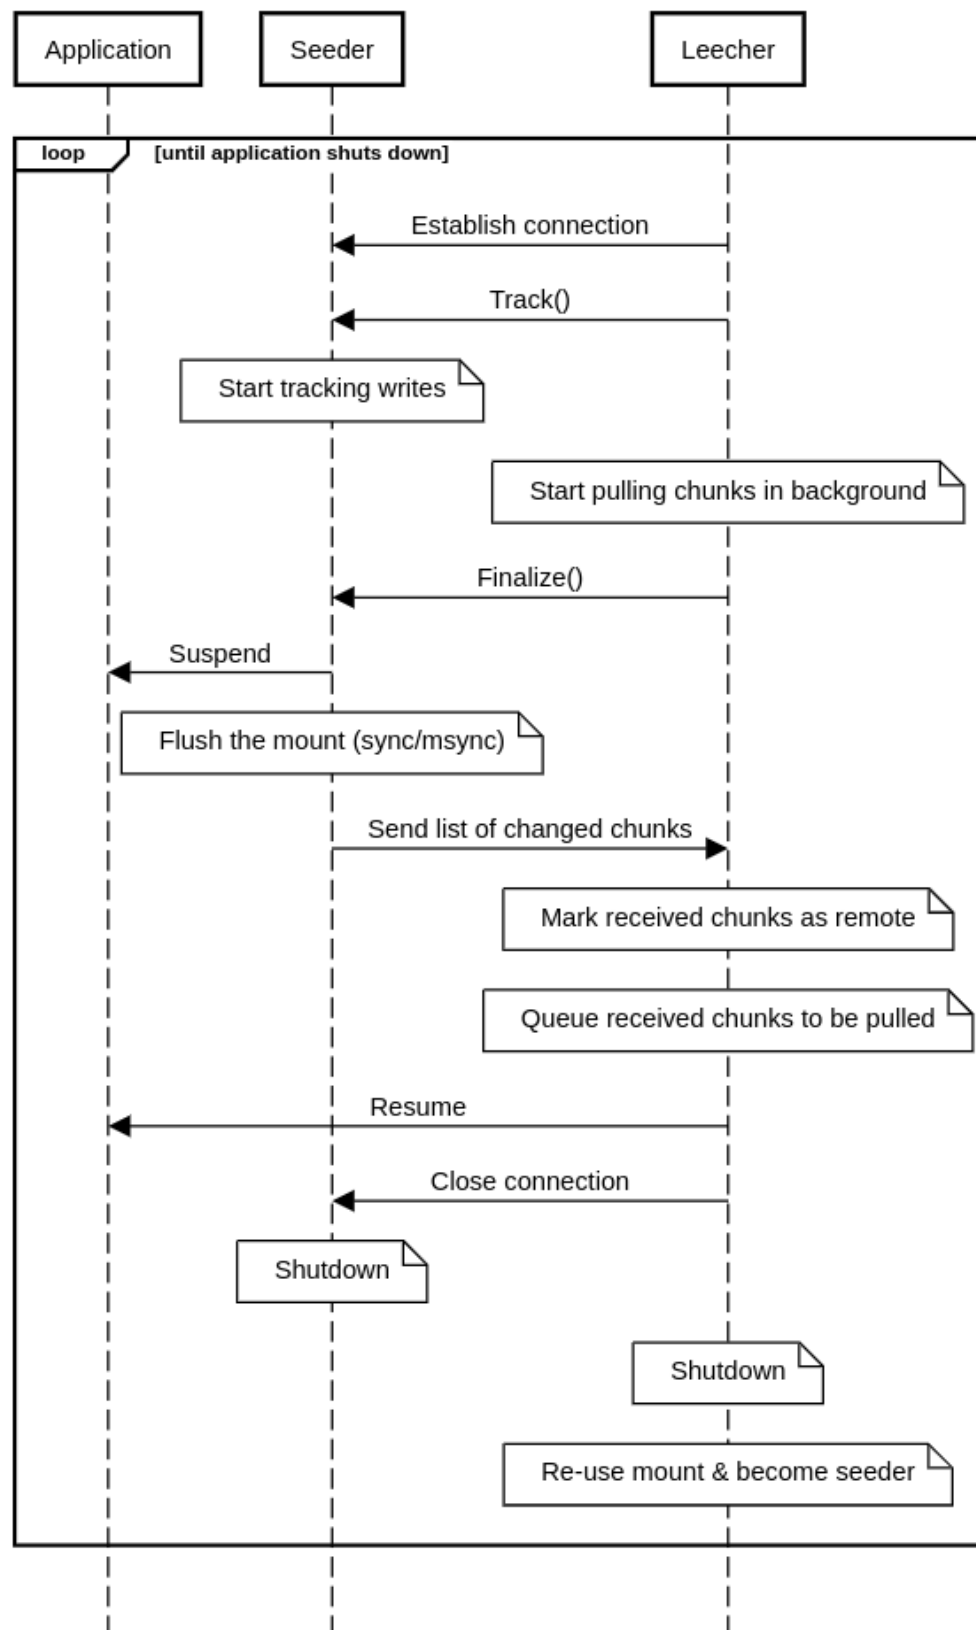 Application
Seeder
Leecher
loop
[until application shuts down]
Establish connection
Track()
Start tracking writes
Start pulling chunks in background
Finalize()
Suspend
Flush the mount (sync/msync)
Send list of changed chunks
Mark received chunks as remote
Queue received chunks to be pulled
Resume
Close connection
Shutdown
Shutdown
Re-use mount & become seeder